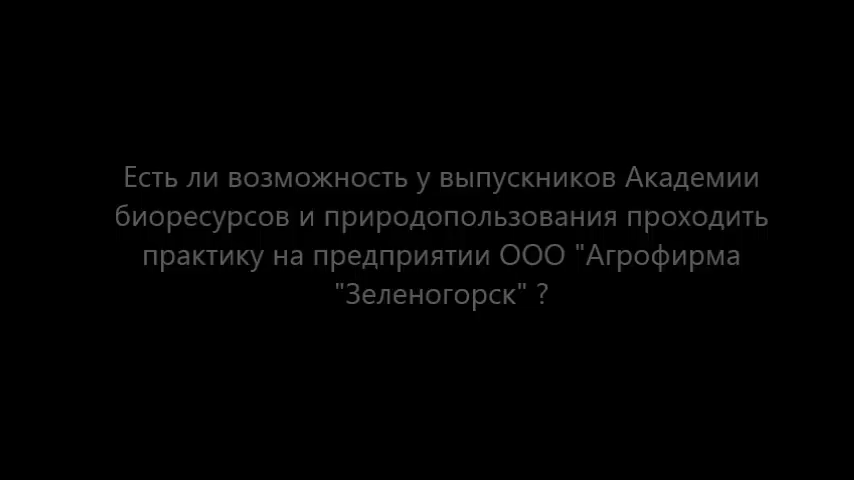 Есть ли возможность у выпускников Академии
биоресурсов и природопользования проходить
практику на предприятии ООО "Агрофирма
"Зеленогорск" ?